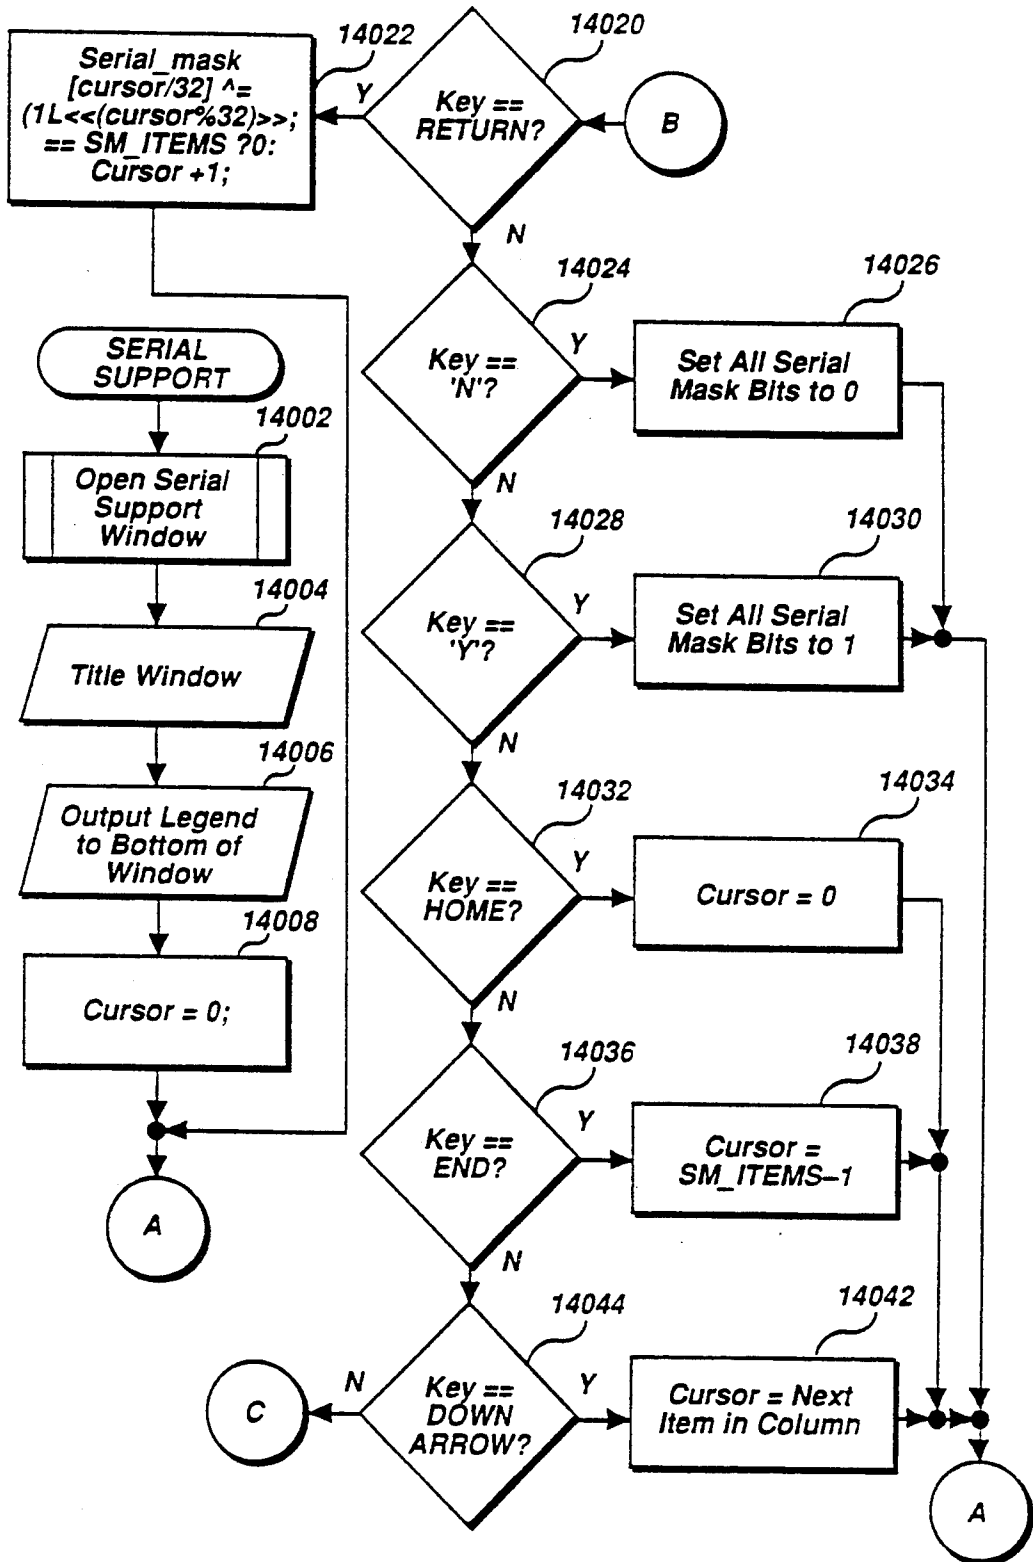 14022
Serial_mask
[cursor/32] ^=
(1L<<(cursor%32)>>;
== SM_ITEMS ?0:
Cursor +1;
Y
14020
Key ==
RETURN?
B
N
SERIAL
SUPPORT
14002
Open Serial
Support
Window
14004
Title Window
14006
Output Legend
to Bottom of
Window
14008
Cursor = 0;
A
14024
Key ==
'N'?
Y
14026
Set All Serial
Mask Bits to 0
N
14028
Key ==
'Y'?
Y
14030
Set All Serial
Mask Bits to 1
N
14032
Key ==
HOME?
Y
14034
Cursor = 0
N
14036
Key ==
END?
Y
14038
Cursor =
SM_ITEMS–1
N
14044
Key ==
DOWN
ARROW?
N
C
Y
14042
Cursor = Next
Item in Column
A